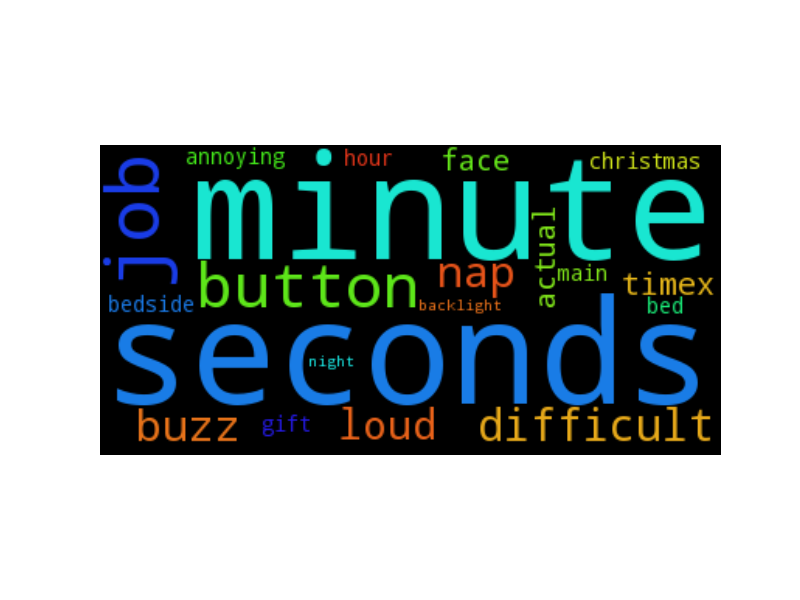 annoying hour face christmas
job minute
actual
button nap main timex
bedside backlight bed
seconds
night
buzz gift loud difficult